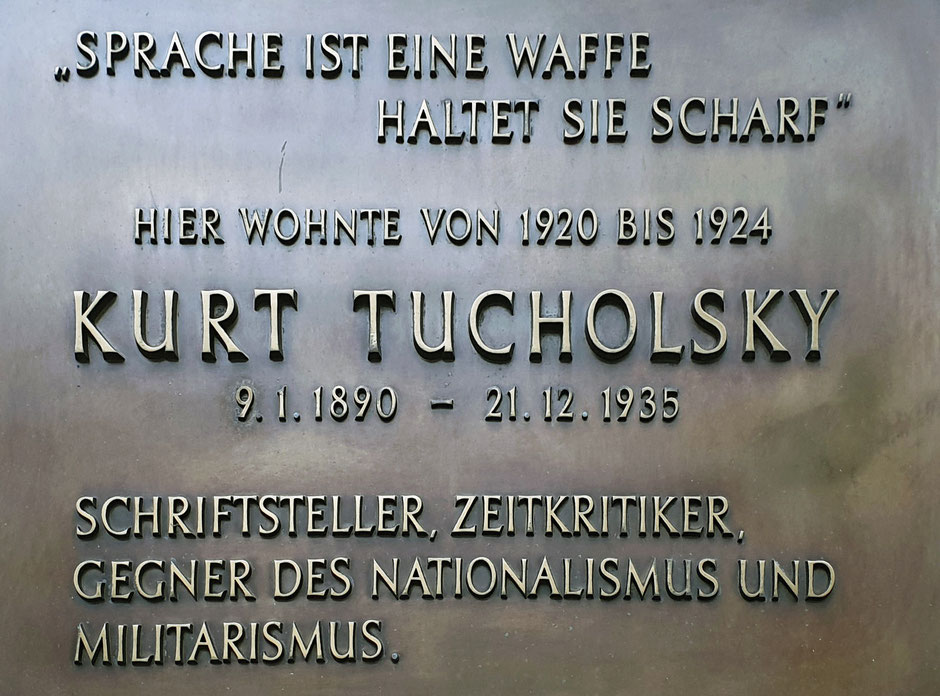 „SPRACHE IST EINE WAFFE
HALTET SIE SCHARF“
HIER WOHNTE VON 1920 BIS 1924
KURT TUCHOLSKY
9.1.1890 – 21.12.1935
SCHRIFTSTELLER, ZEITKRITIKER,
GEGNER DES NATIONALISMUS UND
MILITARISMUS.